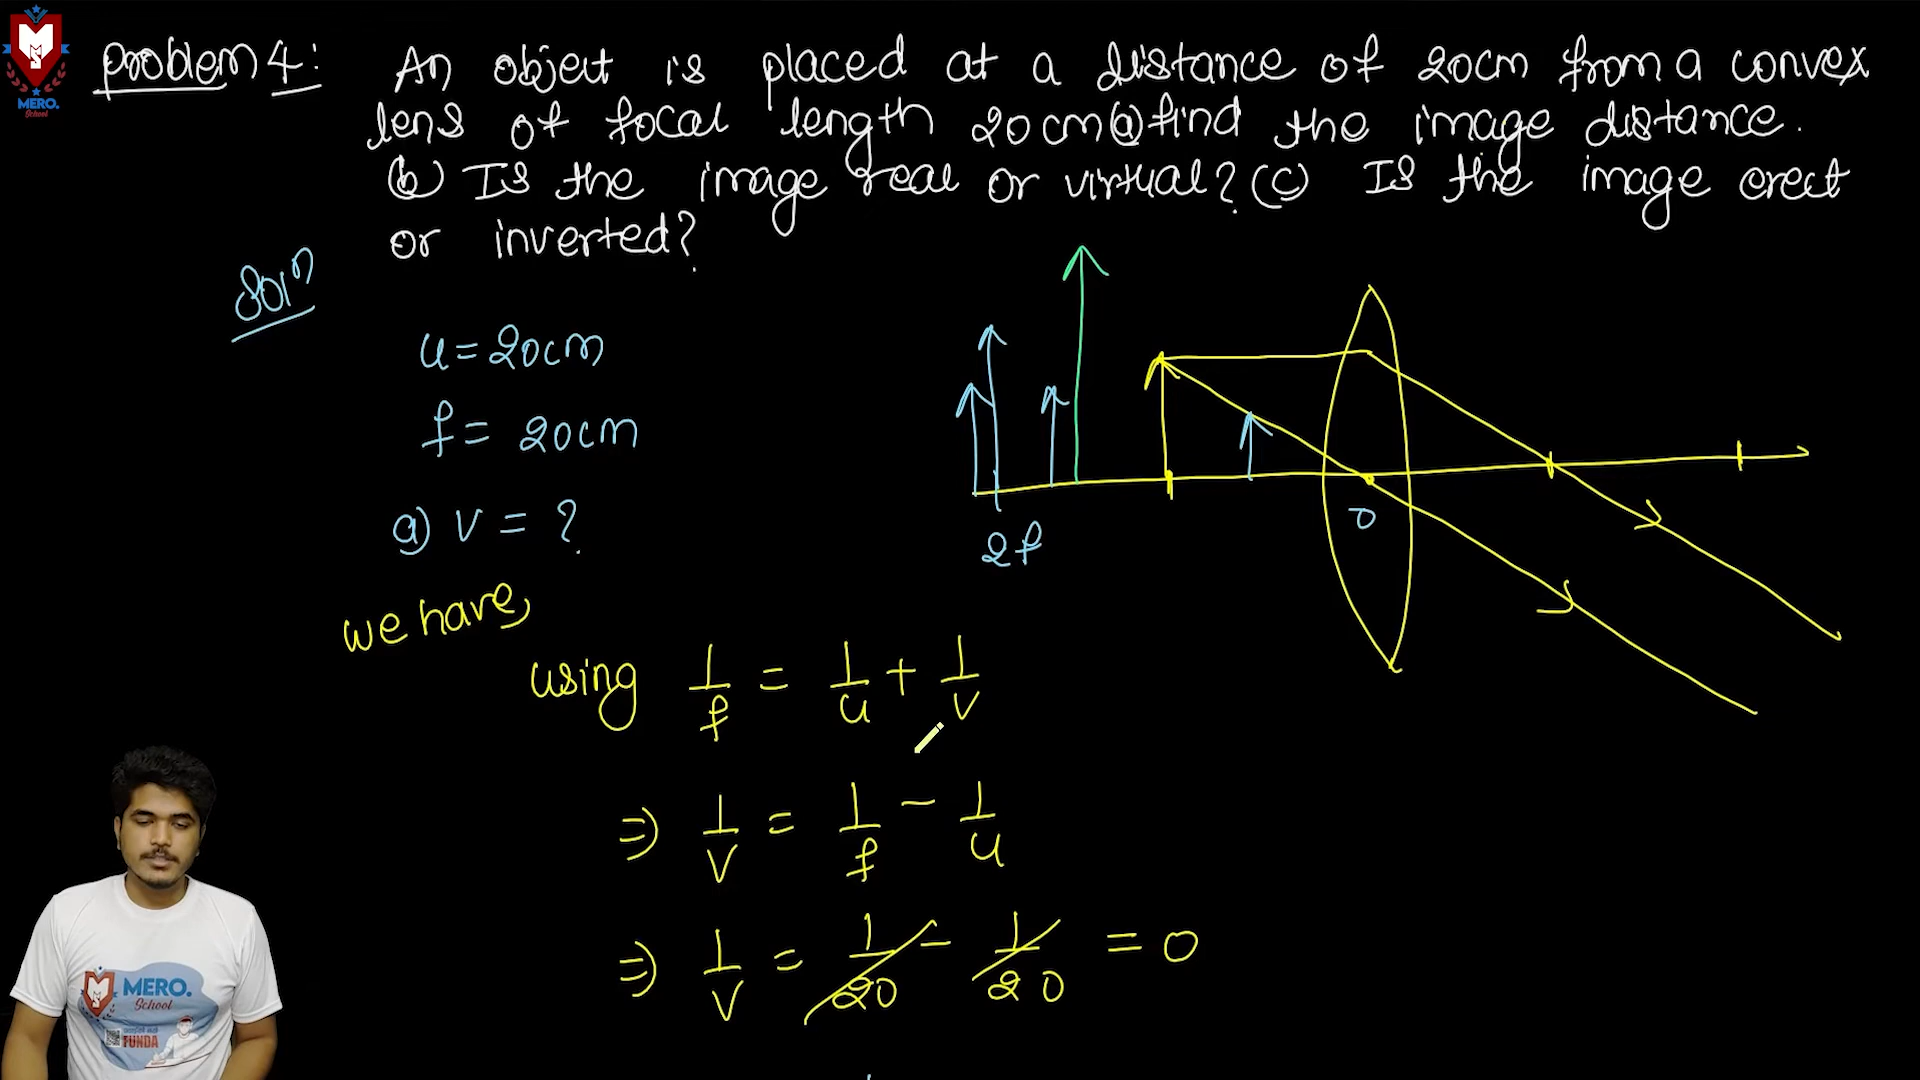 MERO.
School
problem 4: An object is placed at a distance of 20cm from a convex
lens of focal length 20cm (a) find the image distance.
(b) Is the image real or virtual? (c) Is the image erect
or inverted?
Solⁿ
u = 20cm
f = 20cm
a) v = ?
2f
O
we have,
using 1/f = 1/u + 1/v
⇒ 1/v = 1/f - 1/u
⇒ 1/v = 1/20 - 1/20 = 0
MERO.
School
FUNDA